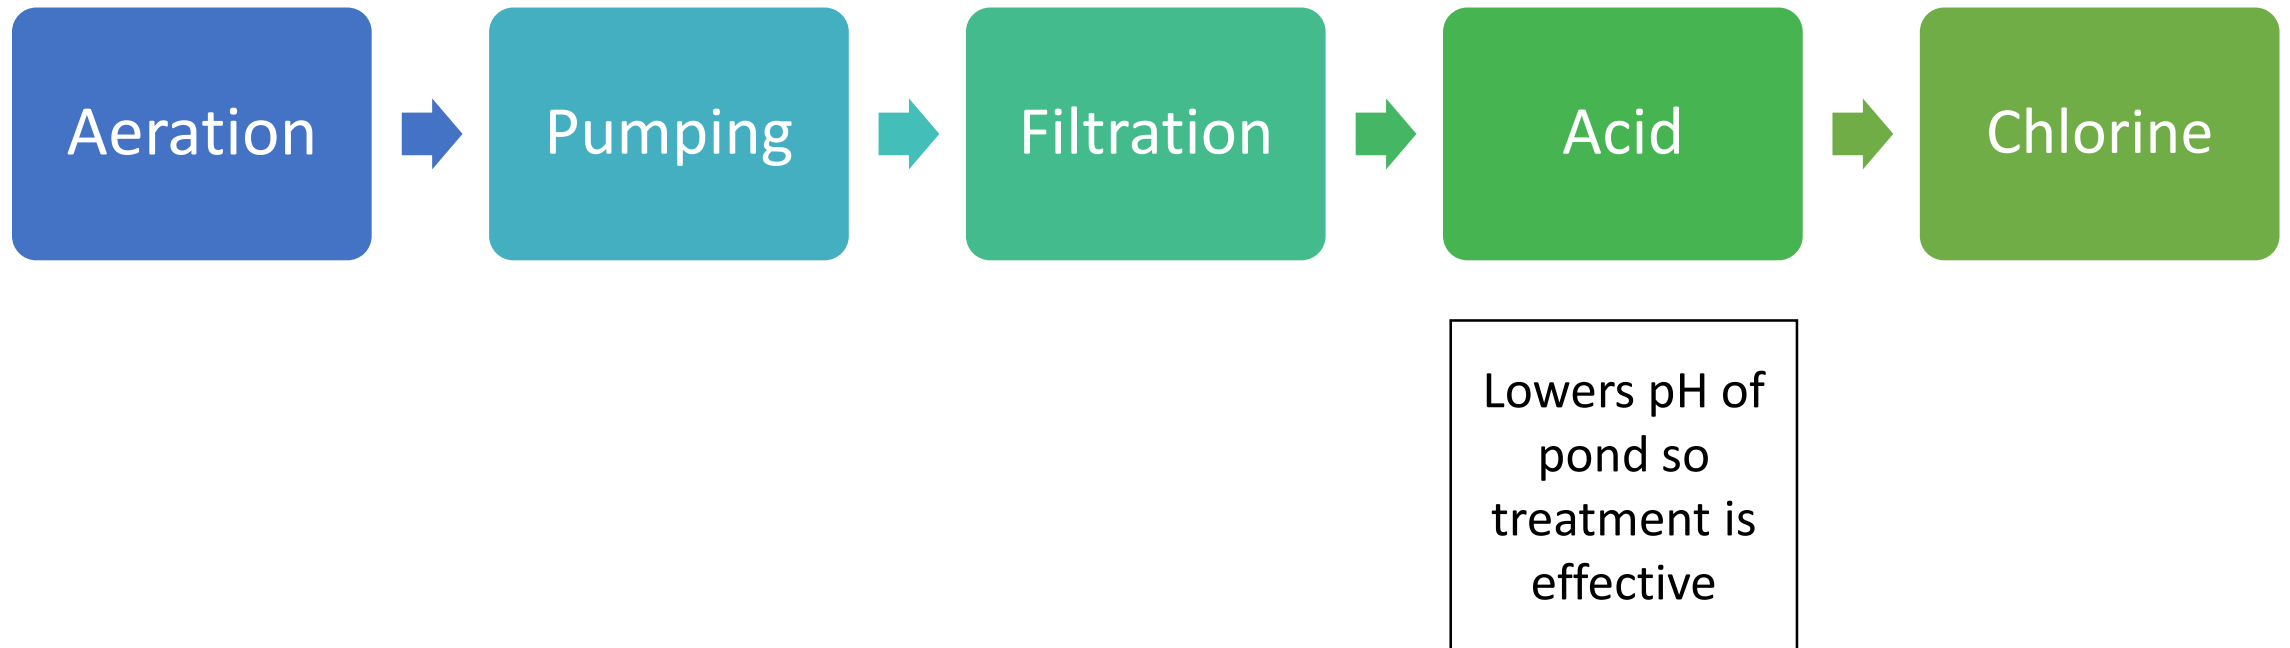 Aeration
Pumping
Filtration
Acid
Chlorine
Lowers pH of
pond so
treatment is
effective